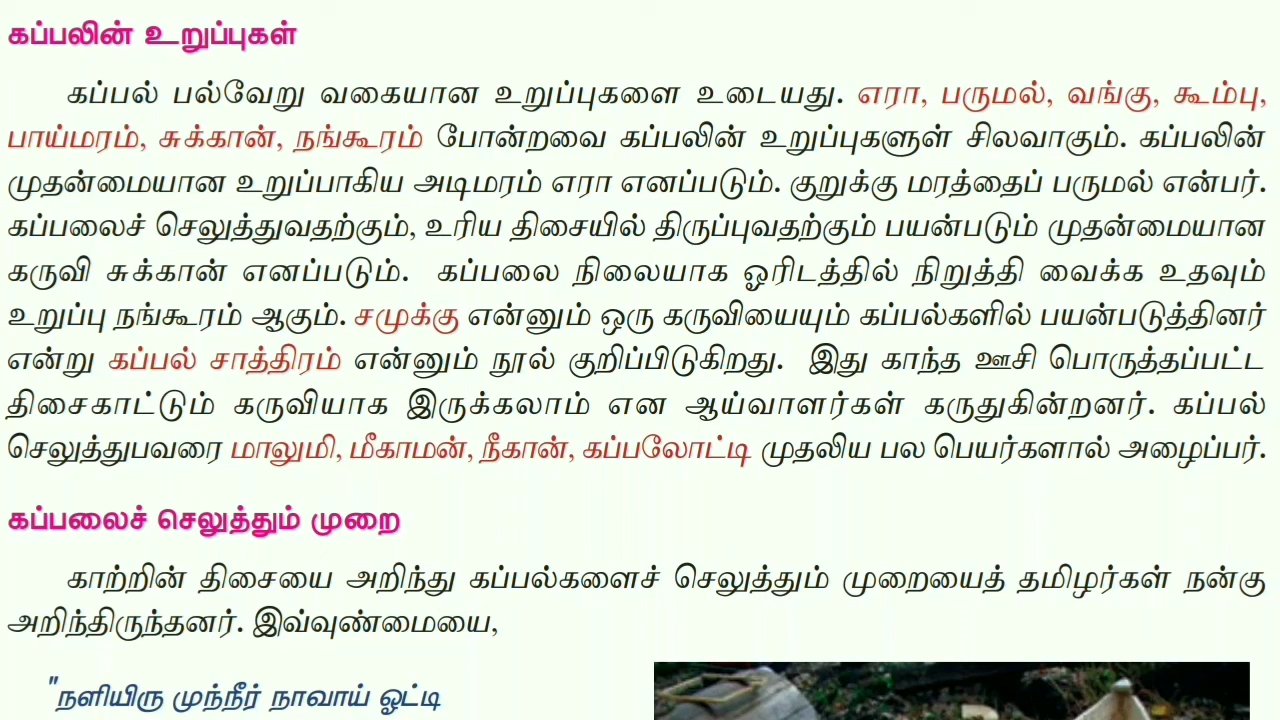 கப்பலின் உறுப்புகள்
கப்பல் பல்வேறு வகையான உறுப்புகளை உடையது. எரா, பருமல், வங்கு, கூம்பு,
பாய்மரம், சுக்கான், நங்கூரம் போன்றவை கப்பலின் உறுப்புகளுள் சிலவாகும். கப்பலின்
முதன்மையான உறுப்பாகிய அடிமரம் எரா எனப்படும். குறுக்கு மரத்தைப் பருமல் என்பர்.
கப்பலைச் செலுத்துவதற்கும், உரிய திசையில் திருப்புவதற்கும் பயன்படும் முதன்மையான
கருவி சுக்கான் எனப்படும். கப்பலை நிலையாக ஓரிடத்தில் நிறுத்தி வைக்க உதவும்
உறுப்பு நங்கூரம் ஆகும். சமுக்கு என்னும் ஒரு கருவியையும் கப்பல்களில் பயன்படுத்தினர்
என்று கப்பல் சாத்திரம் என்னும் நூல் குறிப்பிடுகிறது. இது காந்த ஊசி பொருத்தப்பட்ட
திசைகாட்டும் கருவியாக இருக்கலாம் என ஆய்வாளர்கள் கருதுகின்றனர். கப்பல்
செலுத்துபவரை மாலுமி, மீகாமன், நீகான், கப்பலோட்டி முதலிய பல பெயர்களால் அழைப்பர்.
கப்பலைச் செலுத்தும் முறை
காற்றின் திசையை அறிந்து கப்பல்களைச் செலுத்தும் முறையைத் தமிழர்கள் நன்கு
அறிந்திருந்தனர். இவ்வுண்மையை,
"நளியிரு முந்நீர் நாவாய் ஓட்டி